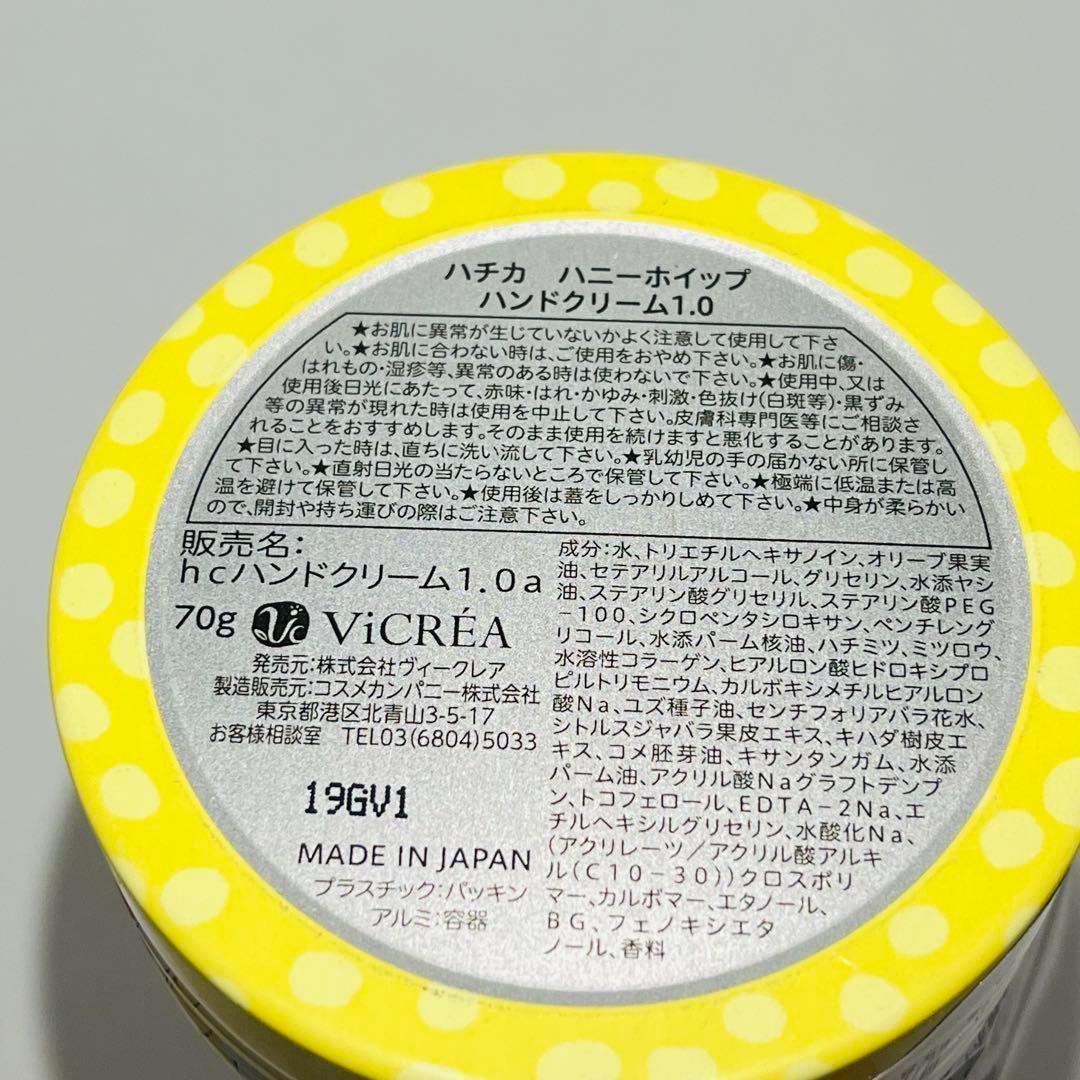 ハチカ ハニーホイップ
ハンドクリーム1.0
★お肌に異常が生じていないかよく注意して使用して下さ
い。★お肌に合わない時は、ご使用をおやめ下さい。★お肌に傷・
はれもの・湿疹等、異常のある時は使わないで下さい。★使用中、又は
使用後日光にあたって、赤味・はれ・かゆみ・刺激・色抜け(白斑等)・黒ずみ
等の異常が現れた時は使用を中止して下さい。皮膚科専門医等にご相談さ
れることをおすすめします。そのまま使用を続けますと悪化することがあります。
★目に入った時は、直ちに洗い流して下さい。★乳幼児の手の届かない所に保管し
て下さい。★直射日光の当たらないところで保管して下さい。★極端に低温または高
温を避けて保管して下さい。★使用後は蓋をしっかりしめて下さい。★中身が柔らかい
ので、開封や持ち運びの際はご注意下さい。
販売名:
hcハンドクリーム1.0a
70g Vc ViCRÉA
発売元:株式会社ヴィークレア
製造販売元:コスメカンパニー株式会社
東京都港区北青山3-5-17
お客様相談室 TEL03(6804)5033
19GV1
MADE IN JAPAN
プラスチック:パッキン
アルミ:容器
成分:水、トリエチルヘキサノイン、オリーブ果実
油、セテアリルアルコール、グリセリン、水添ヤシ
油、ステアリン酸グリセリル、ステアリン酸PEG
-100、シクロペンタシロキサン、ペンチレング
リコール、水添パーム核油、ハチミツ、ミツロウ、
水溶性コラーゲン、ヒアルロン酸ヒドロキシプロ
ピルトリモニウム、カルボキシメチルヒアルロン
酸Na、ユズ種子油、センチフォリアバラ花水、
シトルスジャバラ果皮エキス、キハダ樹皮エ
キス、コメ胚芽油、キサンタンガム、水添
パーム油、アクリル酸Naグラフトデンプ
ン、トコフェロール、EDTA-2Na、エ
チルヘキシルグリセリン、水酸化Na、
(アクリレーツ/アクリル酸アルキ
ル(C10-30))クロスポリ
マー、カルボマー、エタノール、
BG、フェノキシエタ
ノール、香料